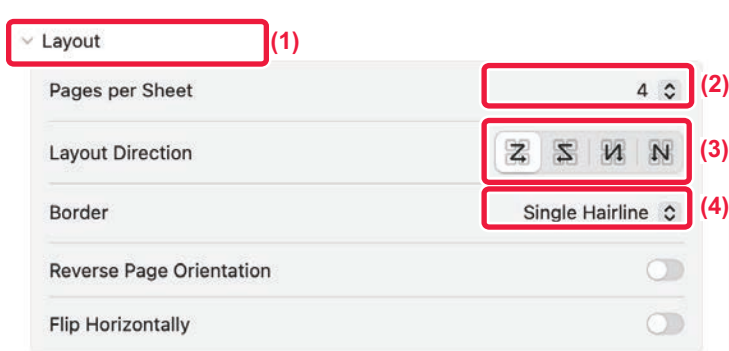 Layout (1)
Pages per Sheet 4 (2)
Layout Direction (3)
Border Single Hairline (4)
Reverse Page Orientation
Flip Horizontally